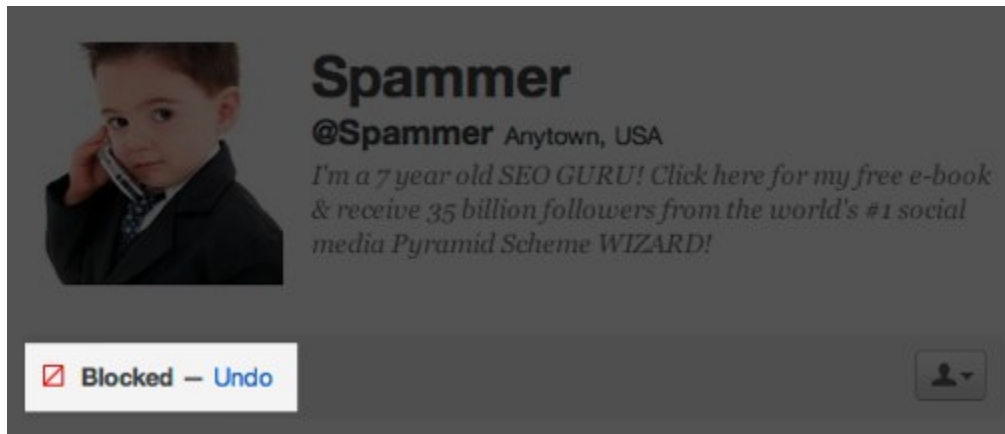 Spammer
@Spammer Anytown, USA
I'm a 7 year old SEO GURU! Click here for my free e-book
& receive 35 billion followers from the world's #1 social
media Pyramid Scheme WIZARD!
Blocked — Undo